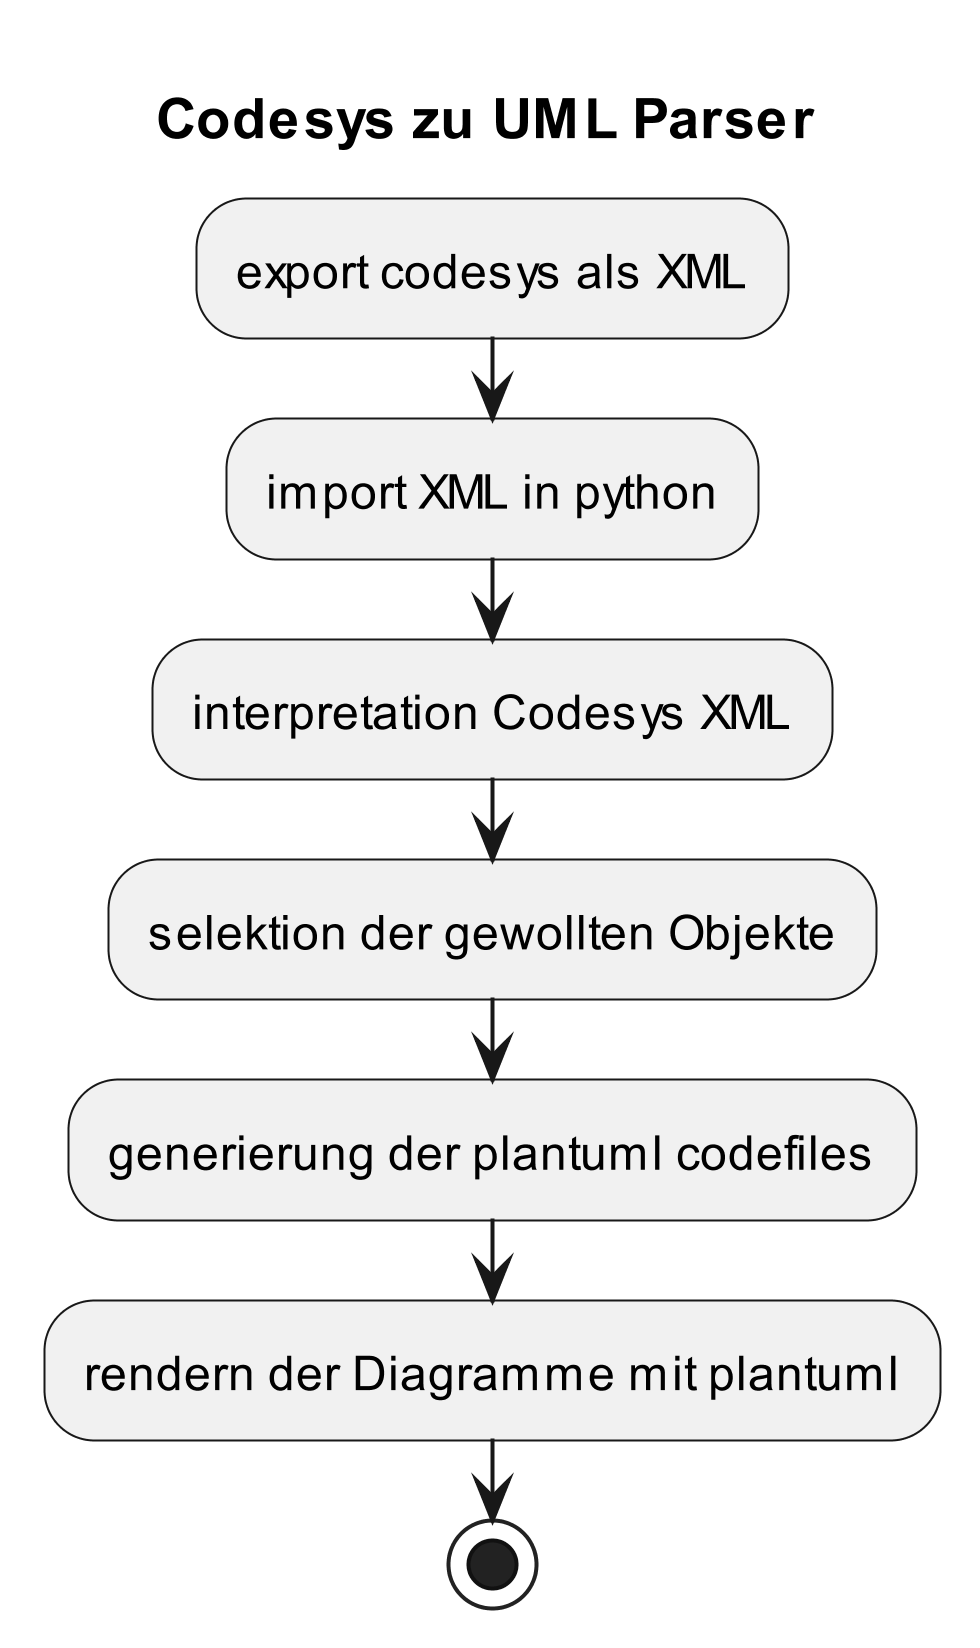 Codesys zu UML Parser
export codesys als XML
import XML in python
interpretation Codesys XML
selektion der gewollten Objekte
generierung der plantuml codefiles
rendern der Diagramme mit plantuml